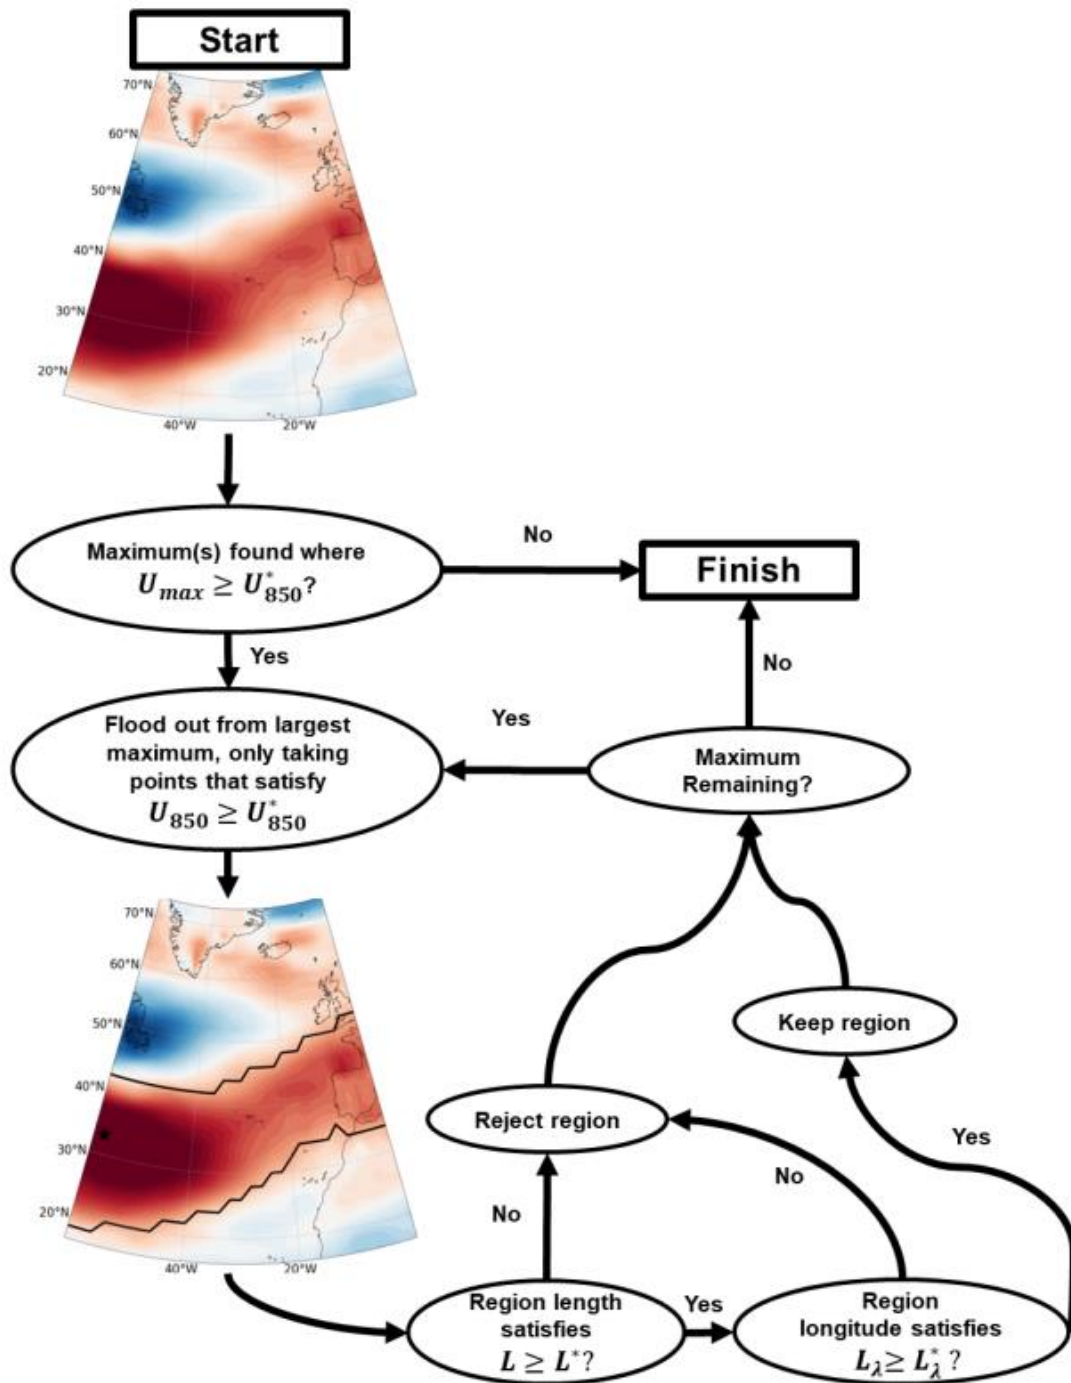 Start
70°N
60°N
50°N
40°N
30°N
20°N
40°W
20°W
Maximum(s) found where
U_max ≥ U*_850?
No
Finish
Yes
No
Flood out from largest
maximum, only taking
points that satisfy
U_850 ≥ U*_850
Yes
Maximum
Remaining?
70°N
60°N
50°N
40°N
30°N
20°N
40°W
20°W
Keep region
Reject region
Yes
No
No
Region length
satisfies
L ≥ L*?
Yes
Region
longitude satisfies
L_λ ≥ L*_λ ?